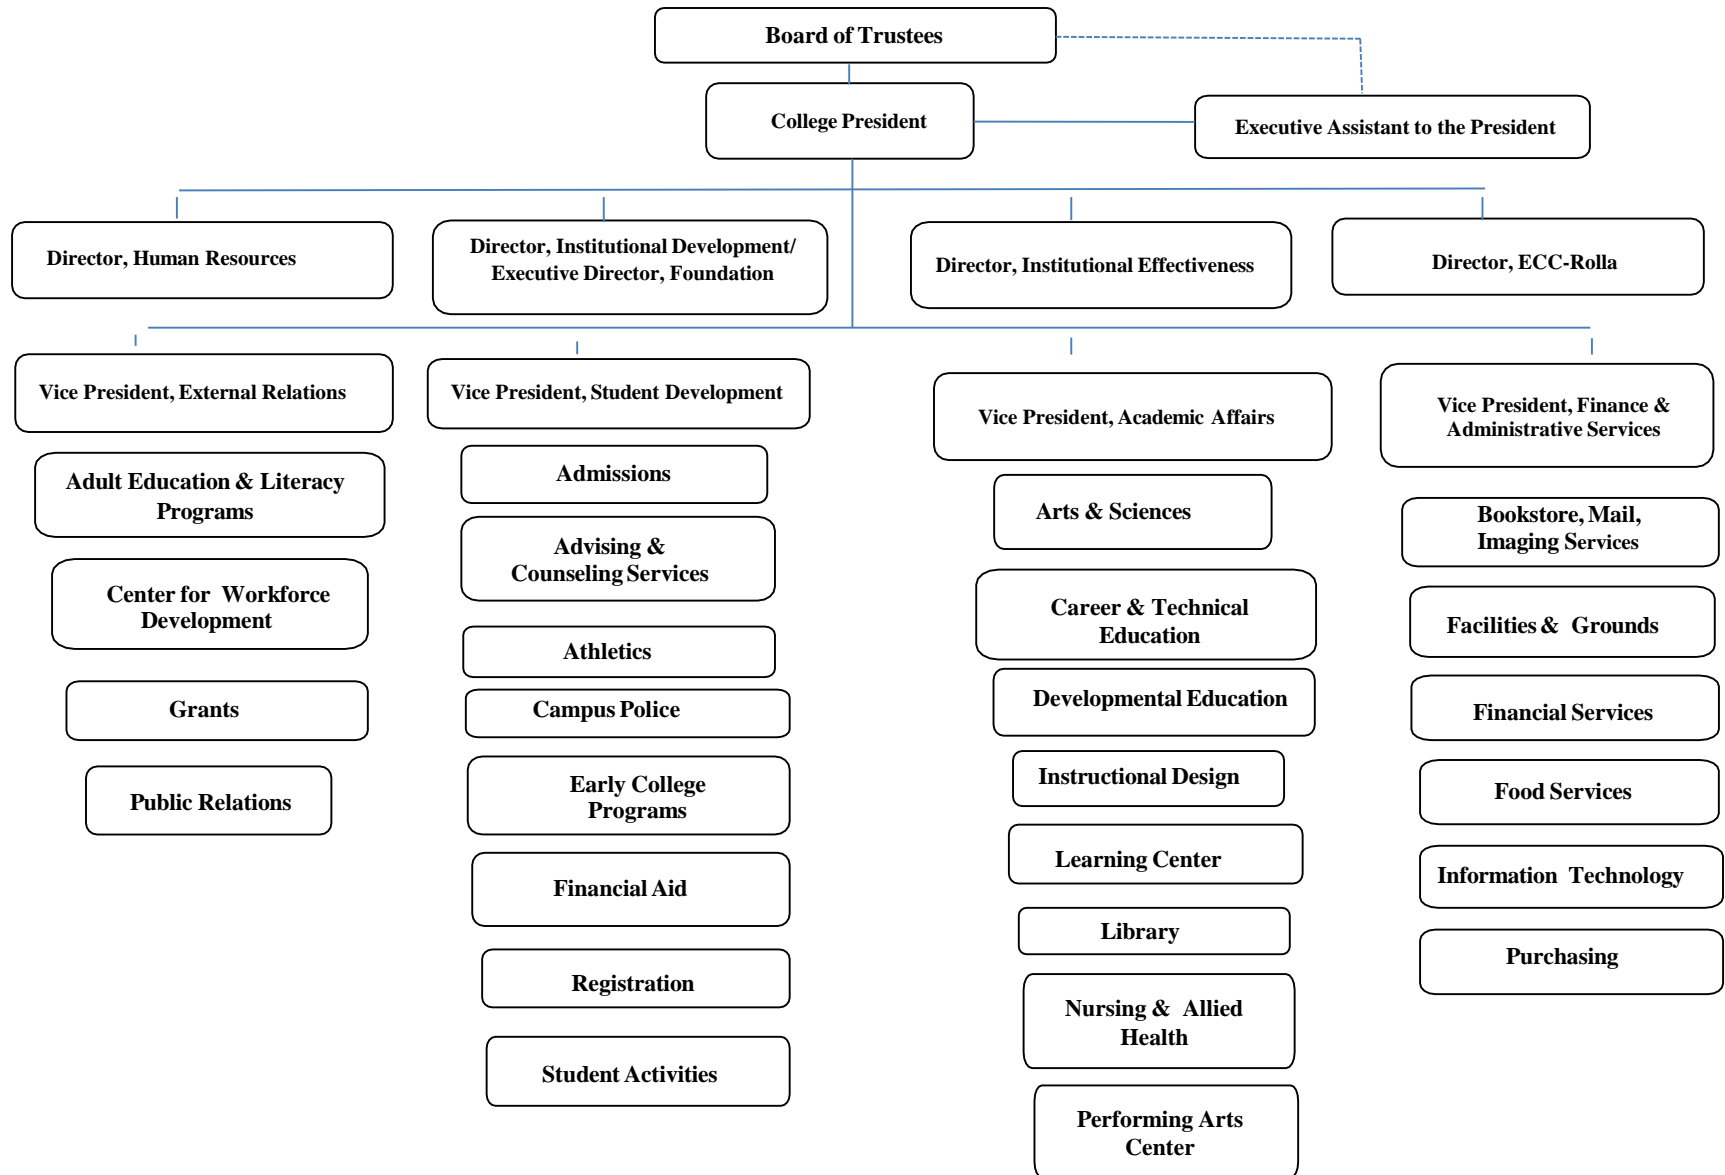 Board of Trustees
College President
Executive Assistant to the President
Director, Human Resources
Director, Institutional Development/
Executive Director, Foundation
Director, Institutional Effectiveness
Director, ECC-Rolla
Vice President, External Relations
Adult Education & Literacy
Programs
Center for Workforce
Development
Grants
Public Relations
Vice President, Student Development
Admissions
Advising &
Counseling Services
Athletics
Campus Police
Early College
Programs
Financial Aid
Registration
Student Activities
Vice President, Academic Affairs
Arts & Sciences
Career & Technical
Education
Developmental Education
Instructional Design
Learning Center
Library
Nursing & Allied
Health
Performing Arts
Center
Vice President, Finance &
Administrative Services
Bookstore, Mail,
Imaging Services
Facilities & Grounds
Financial Services
Food Services
Information Technology
Purchasing